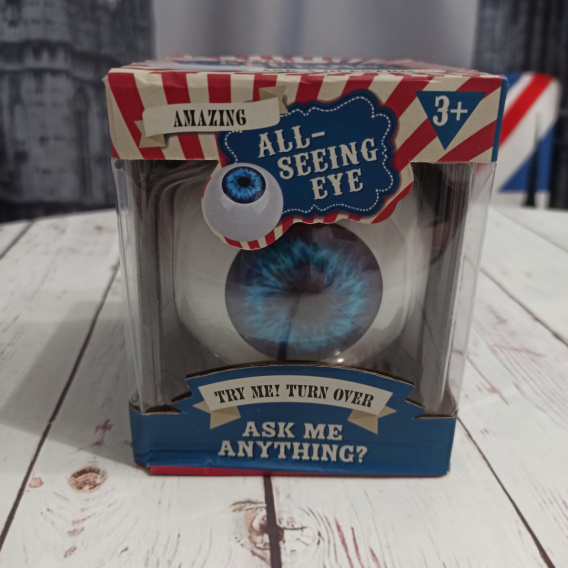 AMAZING
ALL-
SEEING
EYE
3+
TRY ME! TURN OVER
ASK ME
ANYTHING?